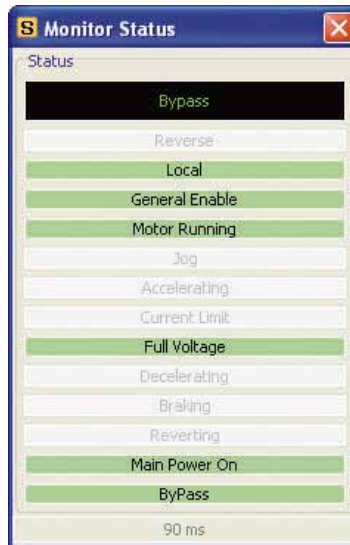 S Monitor Status
Status
Bypass
Reverse
Local
General Enable
Motor Running
Jog
Accelerating
Current Limit
Full Voltage
Decelerating
Braking
Reverting
Main Power On
ByPass
90 ms